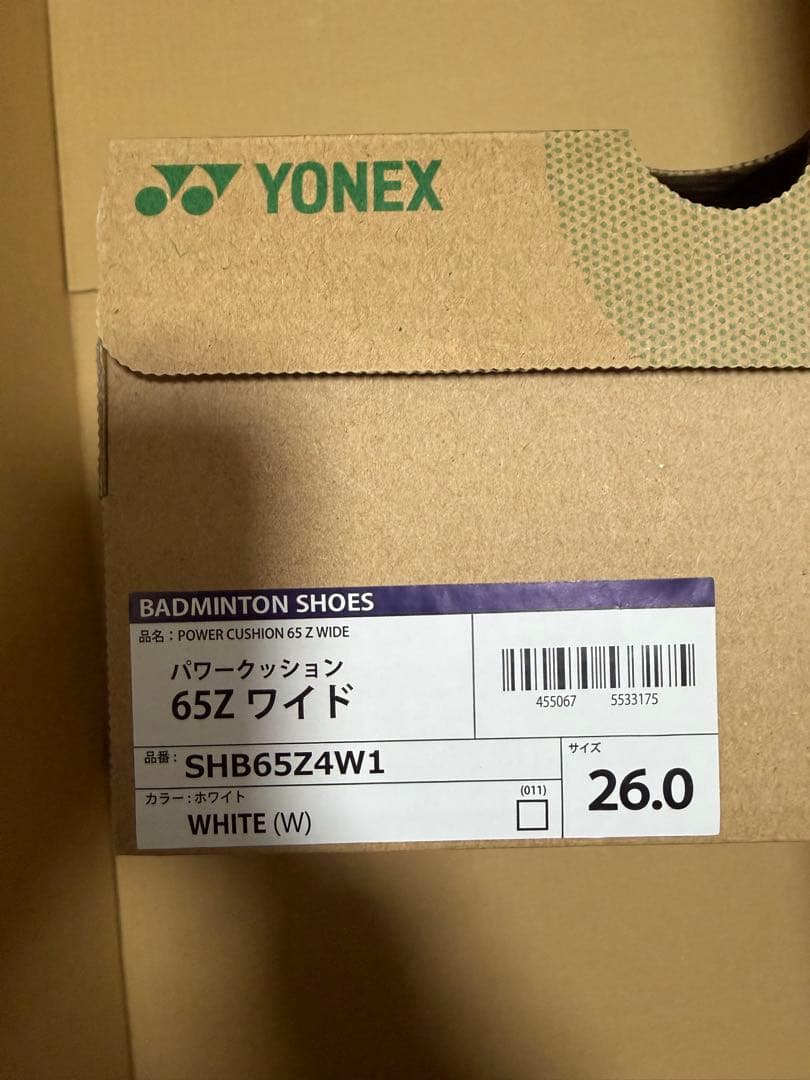 YONEX
BADMINTON SHOES
品名：POWER CUSHION 65 Z WIDE
パワークッション
65Z ワイド
455067 5533175
品番：SHB65Z4W1
サイズ
26.0
カラー：ホワイト
(011)
WHITE (W)